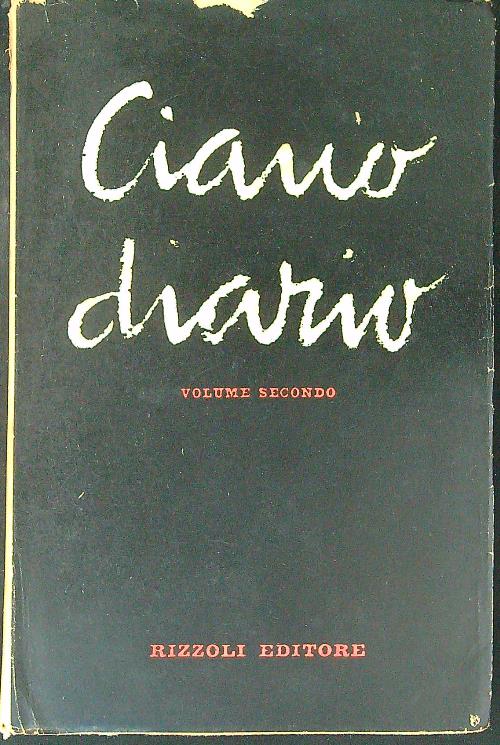 Ciano
diario
VOLUME SECONDO
RIZZOLI EDITORE